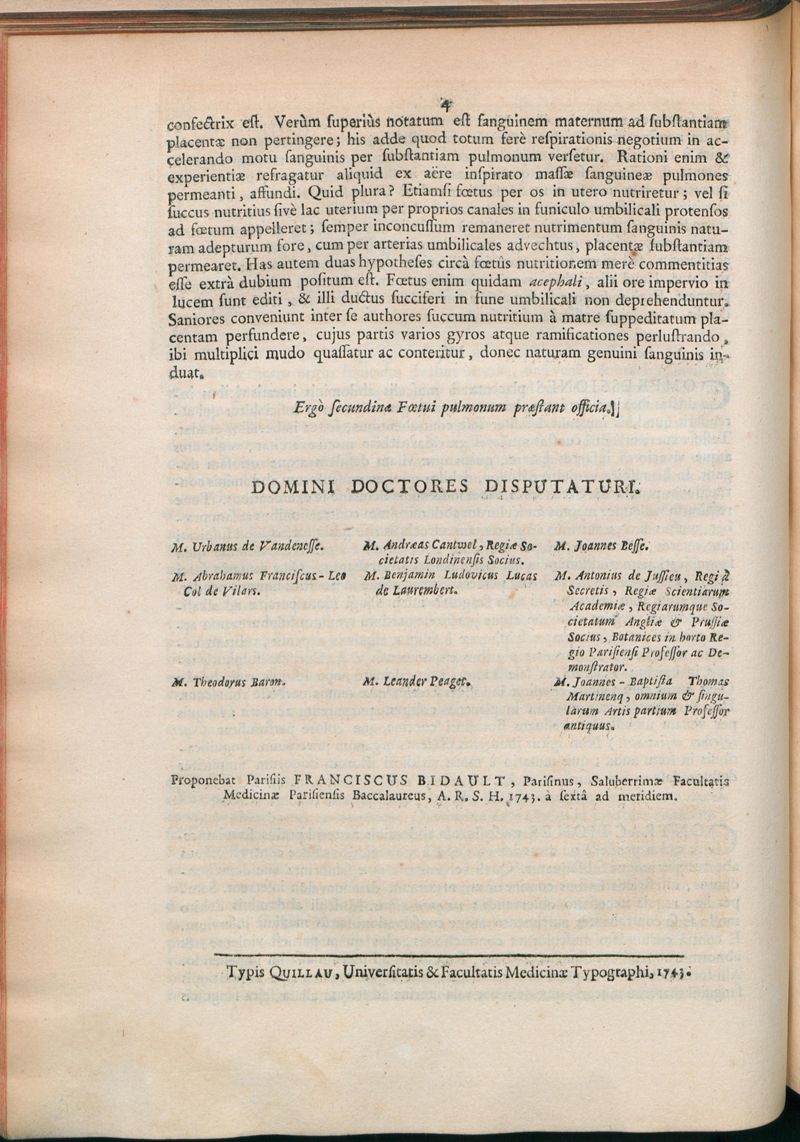 4
confectrix est. Verùm superiùs notatum est sanguinem maternum ad substantiam
placentæ non pertingere; his adde quod totum ferè respirationis negotium in ac-
celerando motu sanguinis per substantiam pulmonum versetur. Rationi enim &
experientiæ refragatur aliquid ex aëre inspirato massæ sanguineæ pulmones
permeanti, affundi. Quid plura? Etiamsi fœtus per os in utero nutriretur; vel si
succus nutritius sivè lac uterium per proprios canales in funiculo umbilicali protensos
ad fœtum appelleret; semper inconcussum remaneret nutrimentum sanguinis natu-
ram adepturum fore, cum per arterias umbilicales advechtus, placentæ substantiam
permearet. Has autem duas hypotheses circà fœtûs nutritionem merè commentitias
esse extrà dubium positum est. Fœtus enim quidam acephali, alii ore impervio in
lucem sunt editi, & illi ductus succiferi in fune umbilicali non deprehenduntur.
Saniores conveniunt inter se authores succum nutritium à matre suppeditatum pla-
centam perfundere, cujus partis varios gyros atque ramificationes perlustrando,
ibi multiplici mudo quassatur ac conteritur, donec naturam genuini sanguinis in-
duat.
Ergò secundina Fœtui pulmonum præstant officia.
DOMINI DOCTORES DISPUTATURI.
M. Urbanus de Vandenesse.
M. Andræas Cantwel, Regiæ So-
cietatis Londinensis Socius.
M. Joannes Besse.
M. Abrahamus Franciscus-Leo
Col de Vilars.
M. Benjamin Ludovicus Lucas
de Laurembert.
M. Antonius de Jussieu, Regi à
Secretis, Regiæ Scientiarum
Academiæ, Regiarumque So-
cietatum Angliæ & Prussiæ
Socius, Botanices in horto Re-
gio Parisiensi Professor ac De-
monstrator.
M. Theodorus Baron.
M. Leander Peaget.
M. Joannes-Baptista Thomas
Martinenq, omnium & singu-
larum Artis partium Professor
antiquus.
Proponebat Parisiis FRANCISCUS BIDAULT, Parisinus, Saluberrimæ Facultatis
Medicinæ Parisiensis Baccalaureus, A. R. S. H. 1743. à sextâ ad meridiem.
Typis QUILLAU, Universitatis & Facultatis Medicinæ Typographi, 1743.